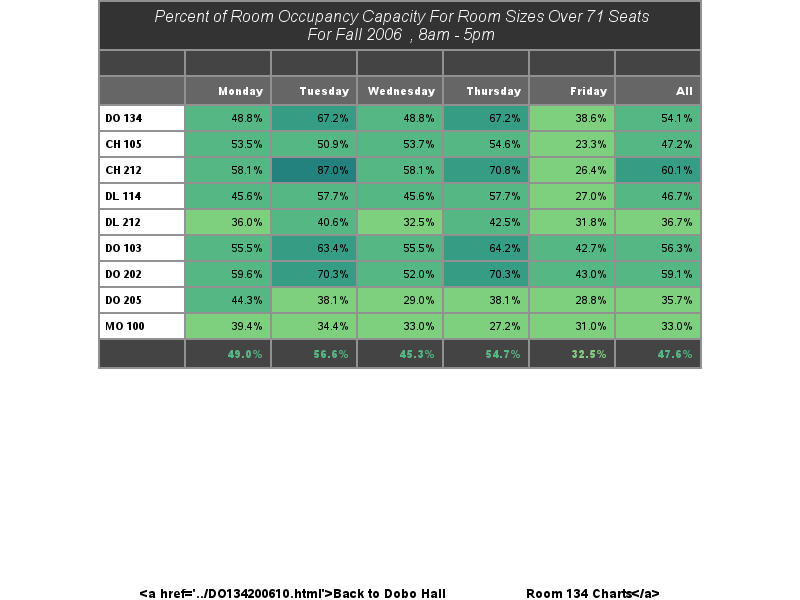 Percent of Room Occupancy Capacity For Room Sizes Over 71 Seats
For Fall 2006 , 8am - 5pm
Monday Tuesday Wednesday Thursday Friday All
DO 134 48.8% 67.2% 48.8% 67.2% 38.6% 54.1%
CH 105 53.5% 50.9% 53.7% 54.6% 23.3% 47.2%
CH 212 58.1% 87.0% 58.1% 70.8% 26.4% 60.1%
DL 114 45.6% 57.7% 45.6% 57.7% 27.0% 46.7%
DL 212 36.0% 40.6% 32.5% 42.5% 31.8% 36.7%
DO 103 55.5% 63.4% 55.5% 64.2% 42.7% 56.3%
DO 202 59.6% 70.3% 52.0% 70.3% 43.0% 59.1%
DO 205 44.3% 38.1% 29.0% 38.1% 28.8% 35.7%
MO 100 39.4% 34.4% 33.0% 27.2% 31.0% 33.0%
49.0% 56.6% 45.3% 54.7% 32.5% 47.6%
<a href='../DO134200610.html'>Back to Dobo Hall Room 134 Charts</a>